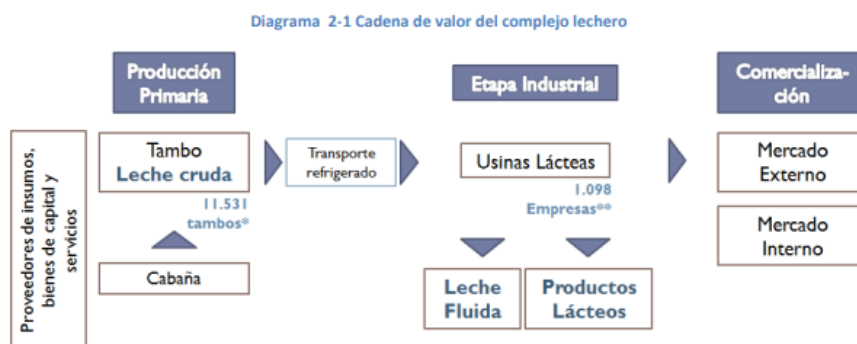 Diagrama 2-1 Cadena de valor del complejo lechero
Producción
Primaria
Etapa Industrial
Comercializa-
ción
Proveedores de insumos,
bienes de capital y
servicios
Tambo
Leche cruda
11.531
tambos*
Cabaña
Transporte
refrigerado
Usinas Lácteas
1.098
Empresas**
Leche
Fluida
Productos
Lácteos
Mercado
Externo
Mercado
Interno